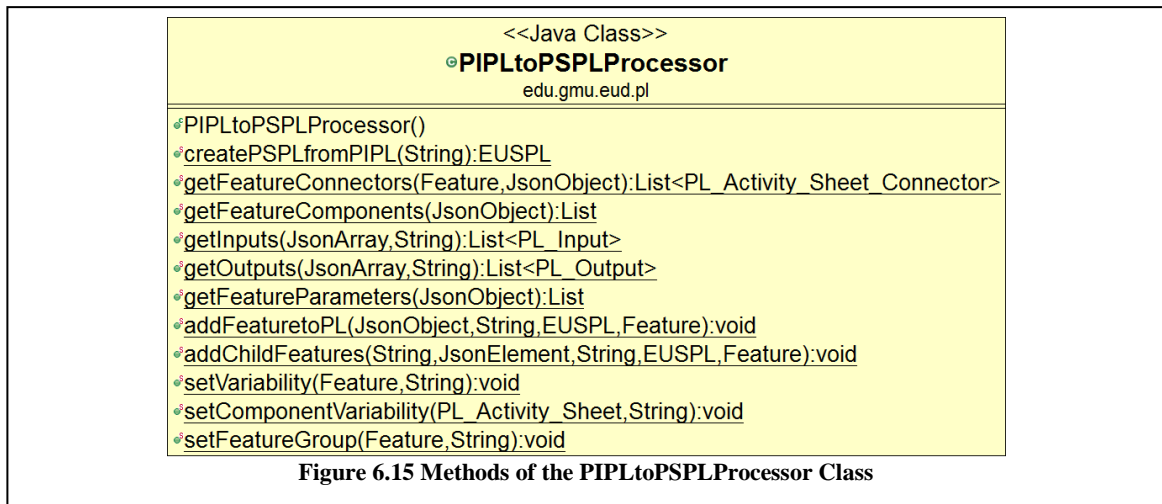 <<Java Class>>
PIPLtoPSPLProcessor
edu.gmu.eud.pl
PIPLtoPSPLProcessor()
createPSPLfromPIPL(String):EUSPL
getFeatureConnectors(Feature,JsonObject):List<PL_Activity_Sheet_Connector>
getFeatureComponents(JsonObject):List
getInputs(JsonArray,String):List<PL_Input>
getOutputs(JsonArray,String):List<PL_Output>
getFeatureParameters(JsonObject):List
addFeaturetoPL(JsonObject,String,EUSPL,Feature):void
addChildFeatures(String,JsonElement,String,EUSPL,Feature):void
setVariability(Feature,String):void
setComponentVariability(PL_Activity_Sheet,String):void
setFeatureGroup(Feature,String):void
Figure 6.15 Methods of the PIPLtoPSPLProcessor Class